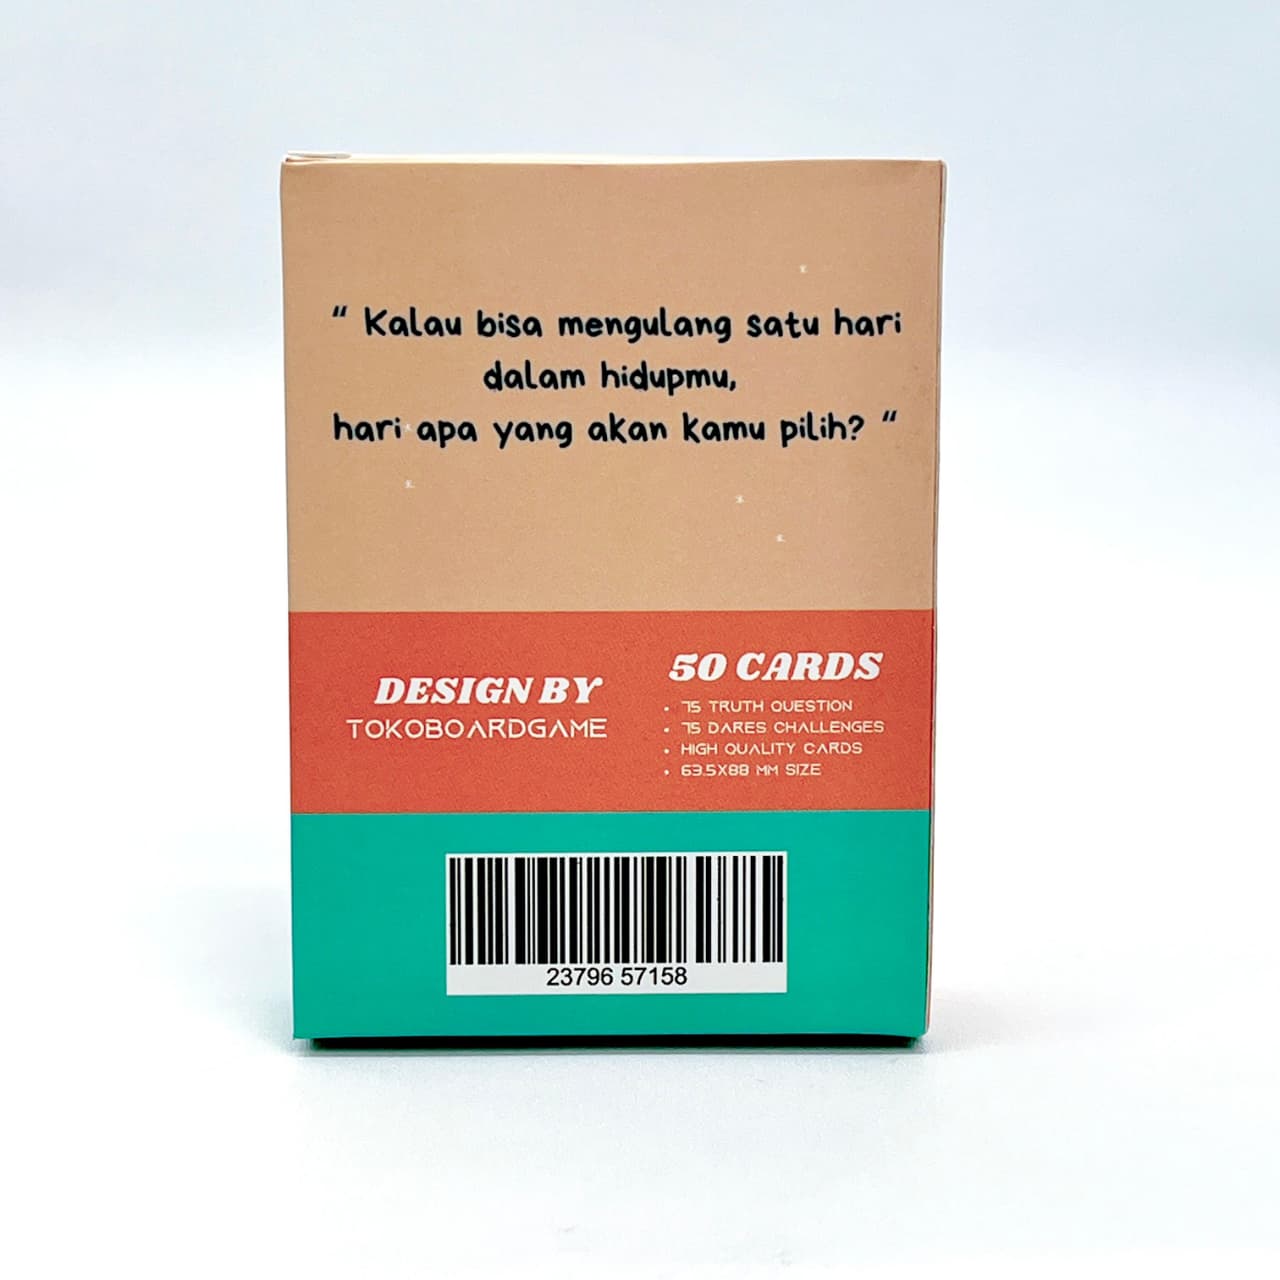 “ Kalau bisa mengulang satu hari
dalam hidupmu,
hari apa yang akan kamu pilih? “
DESIGN BY
TOKOBOARDGAME
50 CARDS
• 75 TRUTH QUESTION
• 75 DARES CHALLENGES
• HIGH QUALITY CARDS
• 63.5X88 MM SIZE
23796 57158